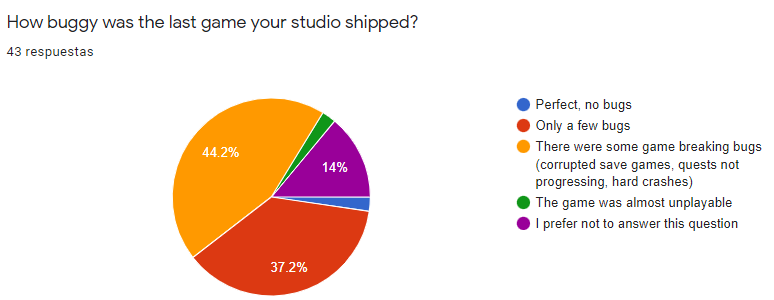 How buggy was the last game your studio shipped?
43 respuestas
44.2%
14%
37.2%
Perfect, no bugs
Only a few bugs
There were some game breaking bugs
(corrupted save games, quests not
progressing, hard crashes)
The game was almost unplayable
I prefer not to answer this question